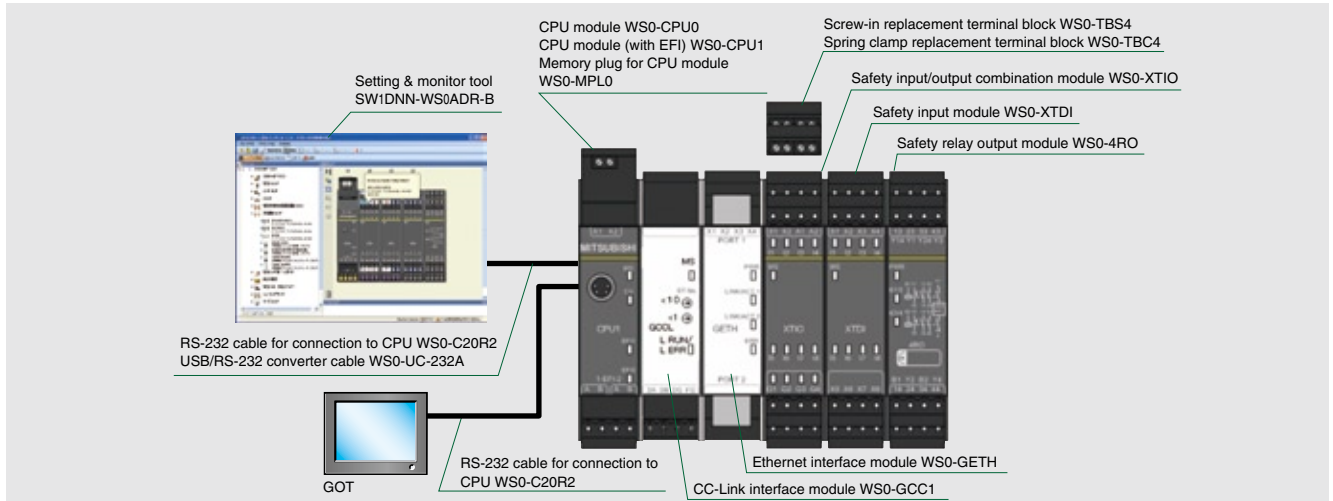 CPU module WS0-CPU0
CPU module (with EFI) WS0-CPU1
Memory plug for CPU module
WS0-MPL0
Screw-in replacement terminal block WS0-TBS4
Spring clamp replacement terminal block WS0-TBC4
Setting & monitor tool
SW1DNN-WS0ADR-B
Safety input/output combination module WS0-XTIO
Safety input module WS0-XTDI
Safety relay output module WS0-4RO
MITSUBISHI
MS
PORT 1
CPU1
GCCL
L RUN/
L ERR
GETH
XTIO
XTDI
PORT 2
RS-232 cable for connection to CPU WS0-C20R2
USB/RS-232 converter cable WS0-UC-232A
GOT
RS-232 cable for connection to
CPU WS0-C20R2
Ethernet interface module WS0-GETH
CC-Link interface module WS0-GCC1